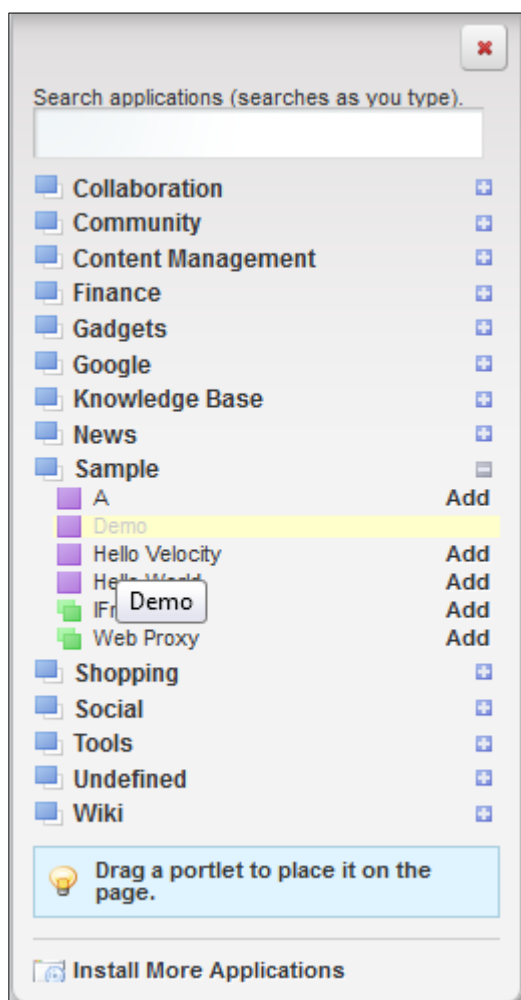 Search applications (searches as you type).
Collaboration
Community
Content Management
Finance
Gadgets
Google
Knowledge Base
News
Sample
A Add
Demo
Hello Velocity Add
Hello World Add
Demo
Add
Web Proxy Add
Shopping
Social
Tools
Undefined
Wiki
Drag a portlet to place it on the
page.
Install More Applications